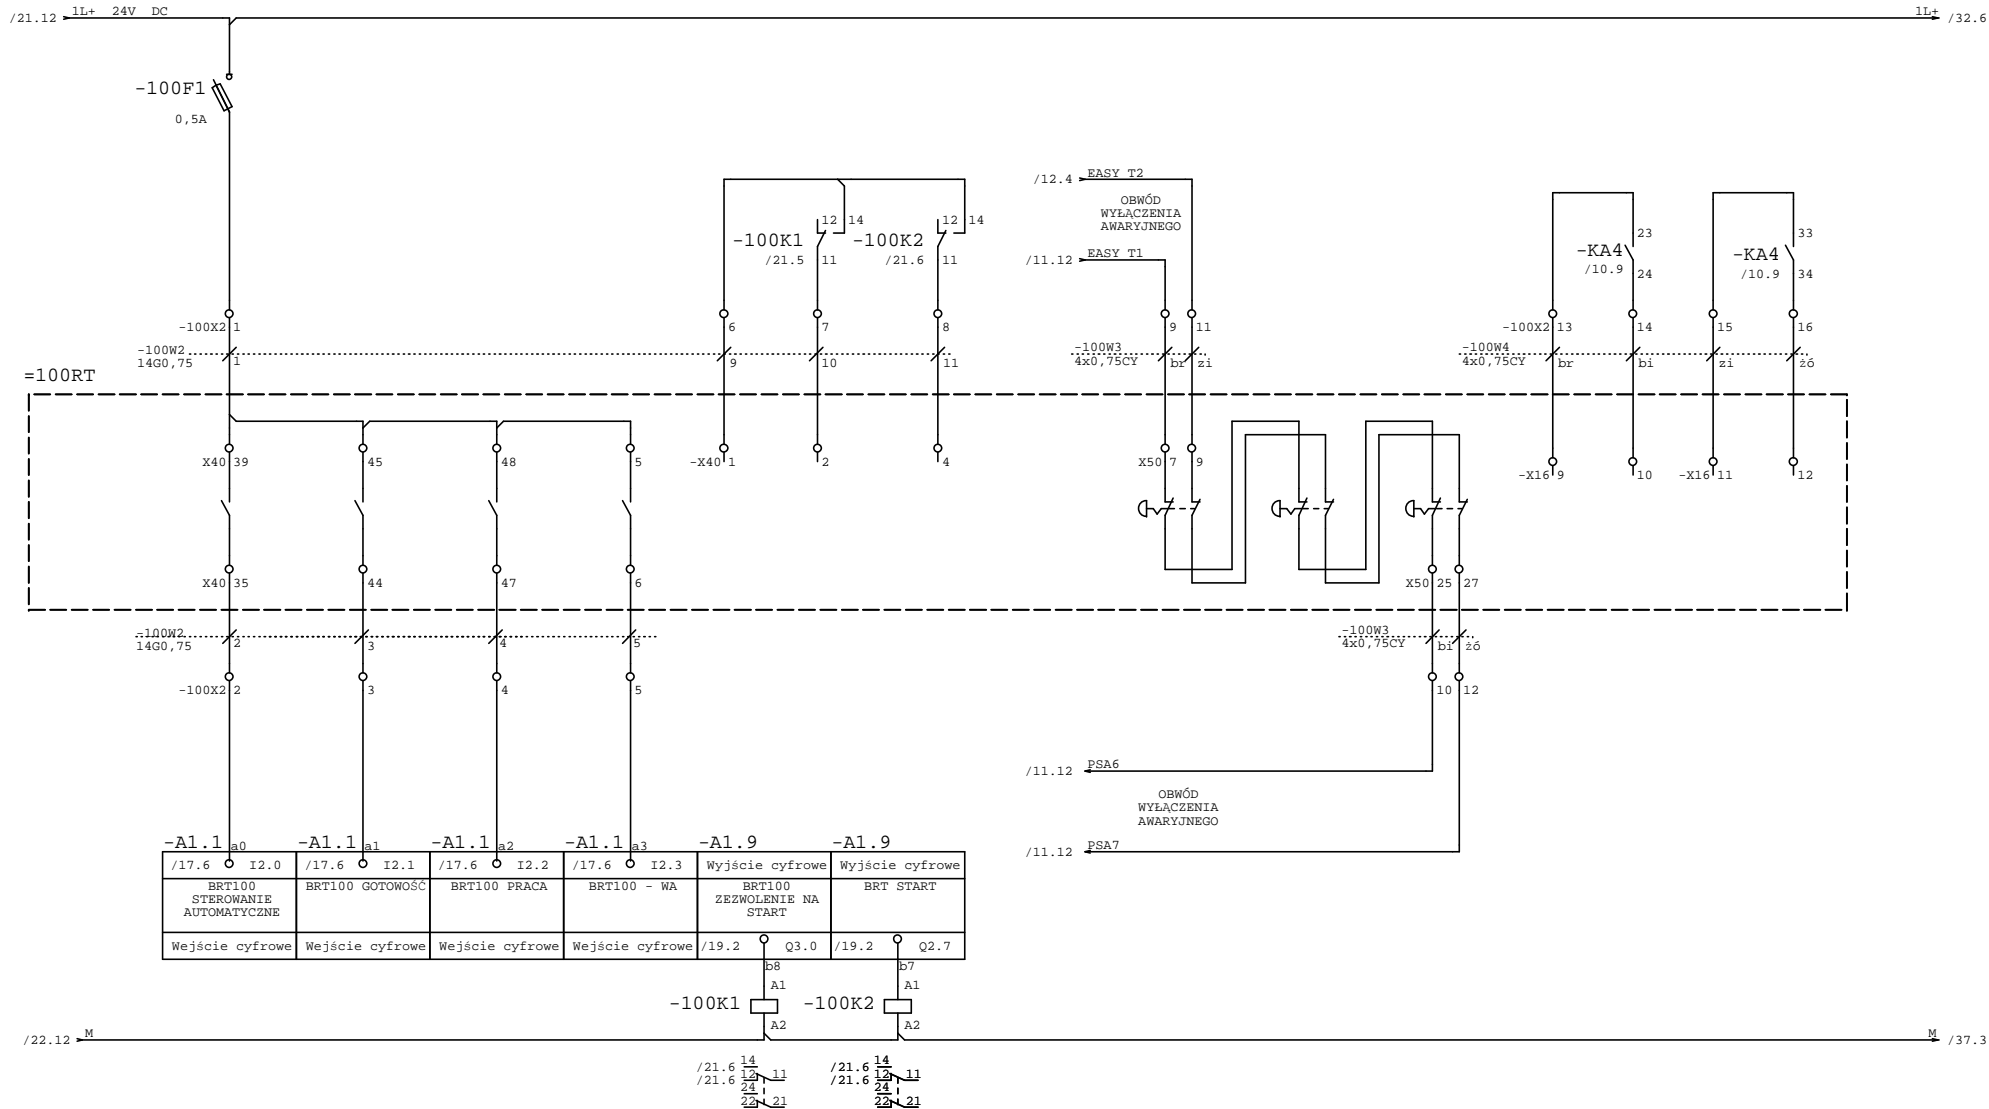 /21.12 1L+ 24V DC 1L+ /32.6
-100F1
0,5A
/12.4 EASY T2
OBWÓD
WYŁĄCZENIA
AWARYJNEGO
/11.12 EASY T1
12 14 12 14
-100K1 -100K2
/21.5 11 /21.6 11
23 33
-KA4 -KA4
/10.9 24 /10.9 34
-100X2 1 6 7 8 9 11 -100X2 13 14 15 16
-100W2
14G0,75 1 9 10 11
-100W3
4x0,75CY br zi
-100W4
4x0,75CY br bi zi żó
=100RT
X40 39 45 48 5 -X40 1 2 4 X50 7 9 -X16 9 10 -X16 11 12
X40 35 44 47 6 X50 25 27
-100W2
14G0,75 2 3 4 5
-100W3
4x0,75CY bi żó
-100X2 2 3 4 5 10 12
/11.12 PSA6
OBWÓD
WYŁĄCZENIA
AWARYJNEGO
/11.12 PSA7
-A1.1 a0 -A1.1 a1 -A1.1 a2 -A1.1 a3 -A1.9 -A1.9
/17.6 I2.0 /17.6 I2.1 /17.6 I2.2 /17.6 I2.3 Wyjście cyfrowe Wyjście cyfrowe
BRT100 BRT100 GOTOWOŚĆ BRT100 PRACA BRT100 - WA BRT100 BRT START
STEROWANIE ZEZWOLENIE NA
AUTOMATYCZNE START
Wejście cyfrowe Wejście cyfrowe Wejście cyfrowe Wejście cyfrowe /19.2 Q3.0 /19.2 Q2.7
b8 b7
A1 A1
-100K1 -100K2
A2 A2
/22.12 M M /37.3
14 14
/21.6 /21.6
/21.6 12 11 /21.6 12 11
24 24
22 21 22 21